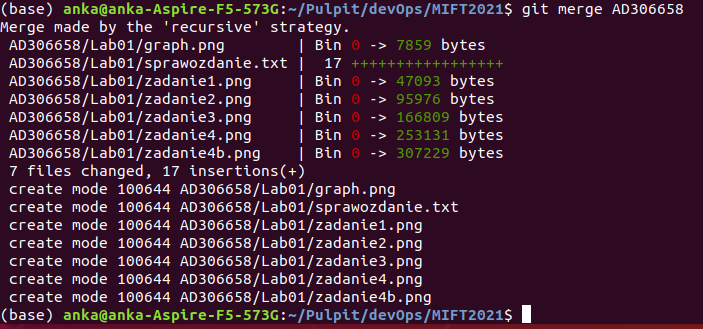 (base) anka@anka-Aspire-F5-573G:~/Pulpit/devOps/MIFT2021$ git merge AD306658
Merge made by the 'recursive' strategy.
 AD306658/Lab01/graph.png       | Bin 0 -> 7859 bytes
 AD306658/Lab01/sprawozdanie.txt |  17 +++++++++++++++++
 AD306658/Lab01/zadanie1.png     | Bin 0 -> 47093 bytes
 AD306658/Lab01/zadanie2.png     | Bin 0 -> 95976 bytes
 AD306658/Lab01/zadanie3.png     | Bin 0 -> 166809 bytes
 AD306658/Lab01/zadanie4.png     | Bin 0 -> 253131 bytes
 AD306658/Lab01/zadanie4b.png    | Bin 0 -> 307229 bytes
 7 files changed, 17 insertions(+)
 create mode 100644 AD306658/Lab01/graph.png
 create mode 100644 AD306658/Lab01/sprawozdanie.txt
 create mode 100644 AD306658/Lab01/zadanie1.png
 create mode 100644 AD306658/Lab01/zadanie2.png
 create mode 100644 AD306658/Lab01/zadanie3.png
 create mode 100644 AD306658/Lab01/zadanie4.png
 create mode 100644 AD306658/Lab01/zadanie4b.png
(base) anka@anka-Aspire-F5-573G:~/Pulpit/devOps/MIFT2021$